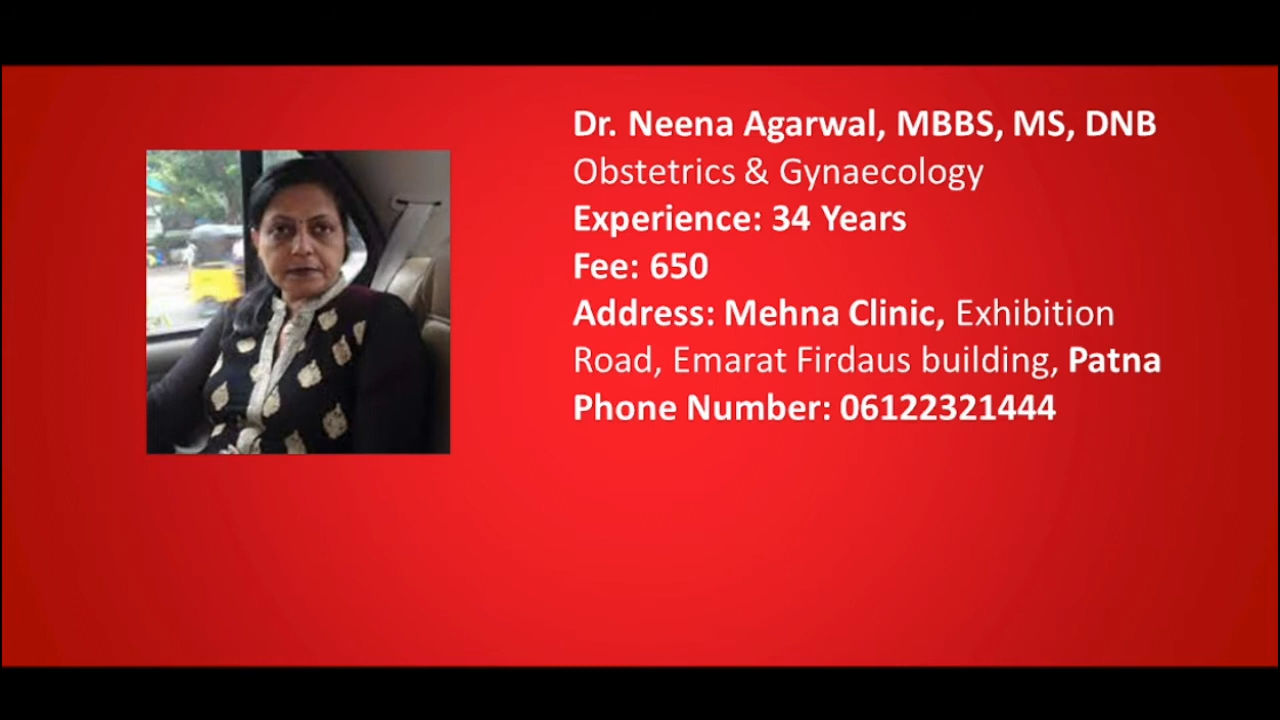 Dr. Neena Agarwal, MBBS, MS, DNB
Obstetrics & Gynaecology
Experience: 34 Years
Fee: 650
Address: Mehna Clinic, Exhibition
Road, Emarat Firdaus building, Patna
Phone Number: 06122321444